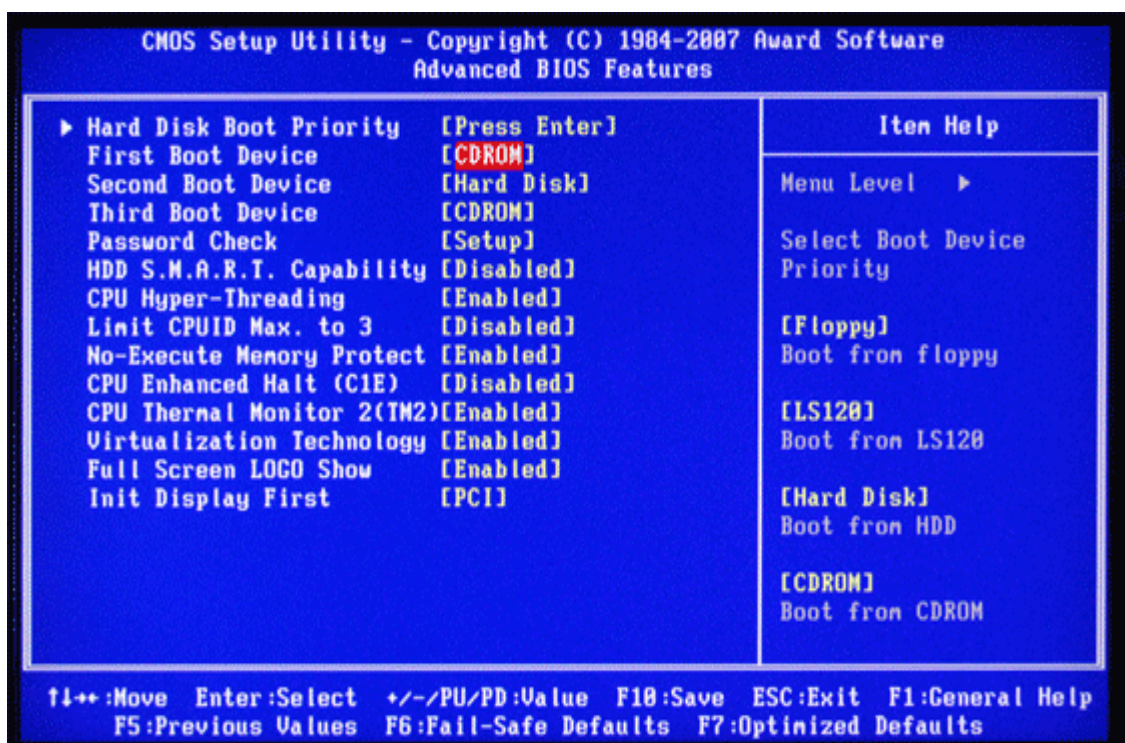 CMOS Setup Utility - Copyright (C) 1984-2007 Award Software
Advanced BIOS Features
▶ Hard Disk Boot Priority [Press Enter]
First Boot Device [CDROM]
Second Boot Device [Hard Disk]
Third Boot Device [CDROM]
Password Check [Setup]
HDD S.M.A.R.T. Capability [Disabled]
CPU Hyper-Threading [Enabled]
Limit CPUID Max. to 3 [Disabled]
No-Execute Memory Protect [Enabled]
CPU Enhanced Halt (C1E) [Disabled]
CPU Thermal Monitor 2(TM2)[Enabled]
Virtualization Technology [Enabled]
Full Screen LOGO Show [Enabled]
Init Display First [PCI]
Item Help
Menu Level ▶
Select Boot Device
Priority
[Floppy]
Boot from floppy
[LS120]
Boot from LS120
[Hard Disk]
Boot from HDD
[CDROM]
Boot from CDROM
↑↓→←:Move Enter:Select +/-/PU/PD:Value F10:Save ESC:Exit F1:General Help
F5:Previous Values F6:Fail-Safe Defaults F7:Optimized Defaults